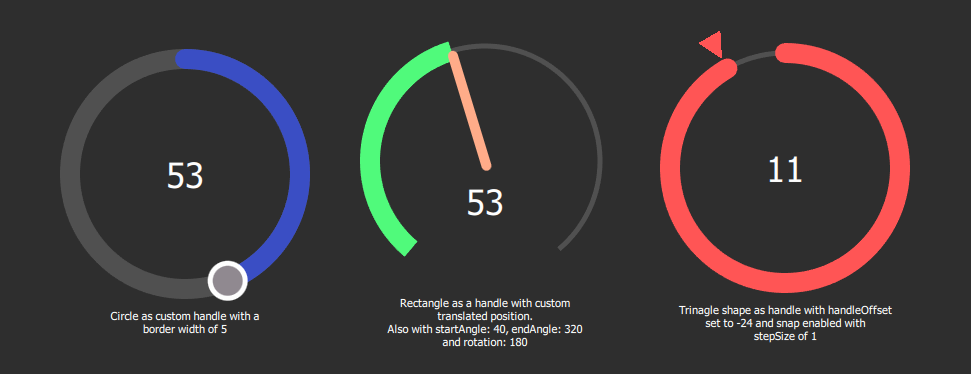 53
Circle as custom handle with a
border width of 5
53
Rectangle as a handle with custom
translated position.
Also with startAngle: 40, endAngle: 320
and rotation: 180
11
Trinagle shape as handle with handleOffset
set to -24 and snap enabled with
stepSize of 1